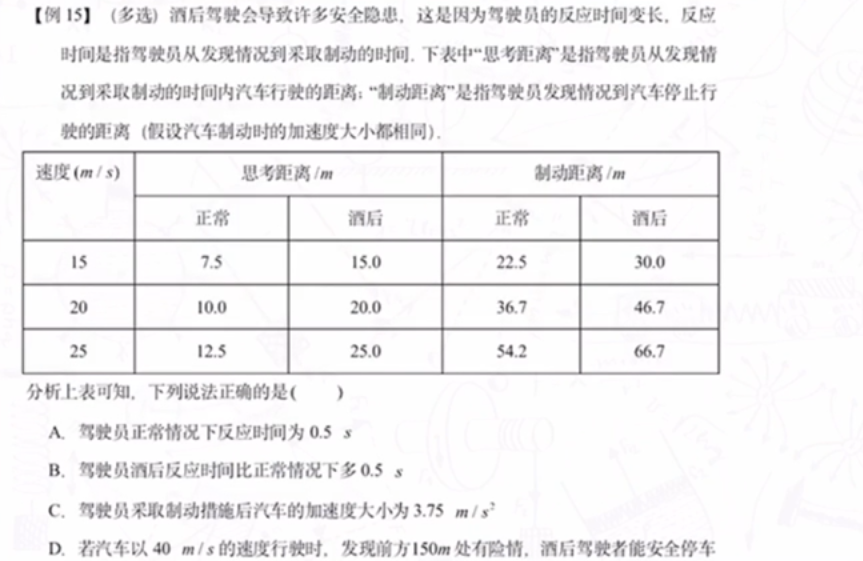 【例 15】 (多选) 酒后驾驶会导致许多安全隐患，这是因为驾驶员的反应时间变长，反应
时间是指驾驶员从发现情况到采取制动的时间. 下表中“思考距离”是指驾驶员从发现情
况到采取制动的时间内汽车行驶的距离；“制动距离”是指驾驶员发现情况到汽车停止行
驶的距离（假设汽车制动时的加速度大小都相同）.
速度 (m / s) 思考距离 /m 制动距离 /m
正常 酒后 正常 酒后
15 7.5 15.0 22.5 30.0
20 10.0 20.0 36.7 46.7
25 12.5 25.0 54.2 66.7
分析上表可知，下列说法正确的是( )
A. 驾驶员正常情况下反应时间为 0.5 s
B. 驾驶员酒后反应时间比正常情况下多 0.5 s
C. 驾驶员采取制动措施后汽车的加速度大小为 3.75 m / s²
D. 若汽车以 40 m / s 的速度行驶时，发现前方150m 处有险情，酒后驾驶者能安全停车